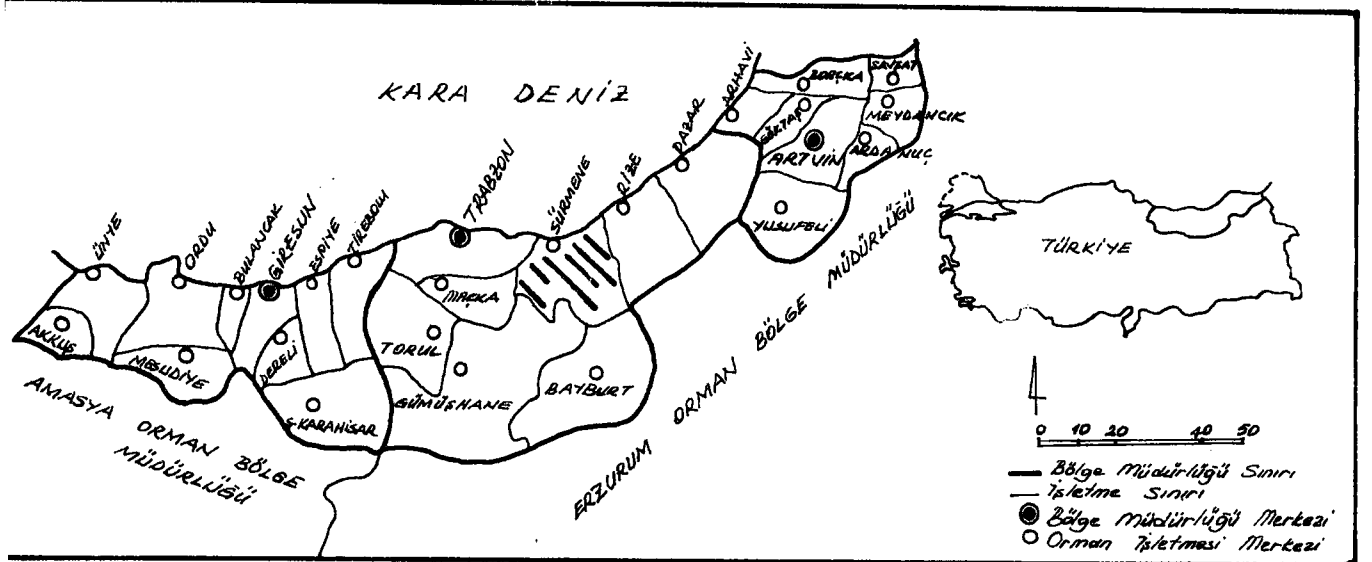 KARA DENİZ
ÜNYE
ORDU
BULANCAK
GİRESUN
ESPİYE
TİREBOLU
TRABZON
SÜRMENE
RİZE
PAZAR
ARHAVİ
BORÇKA
ŞAVŞAT
GÖKTAŞ
MEYDANCIK
ARTVİN
ARDANUÇ
YUSUFELİ
AKKUŞ
MESUDİYE
DERELİ
Ş.KARAHİSAR
MAÇKA
TORUL
GÜMÜŞHANE
BAYBURT
AMASYA ORMAN BÖLGE
MÜDÜRLÜĞÜ
ERZURUM ORMAN BÖLGE MÜDÜRLÜĞÜ
TÜRKİYE
0 10 20 40 50
Bölge Müdürlüğü Sınırı
İşletme Sınırı
Bölge Müdürlüğü Merkezi
Orman İşletmesi Merkezi